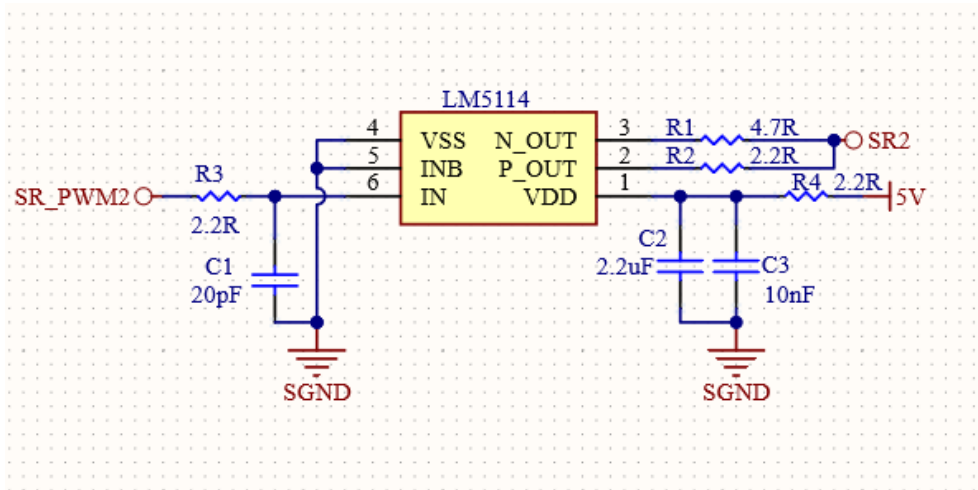 LM5114
4 VSS N_OUT 3 R1 4.7R SR2
5 INB P_OUT 2 R2 2.2R
SR_PWM2 R3 6 IN VDD 1 R4 2.2R 5V
2.2R
C1
20pF
C2
2.2uF
C3
10nF
SGND
SGND